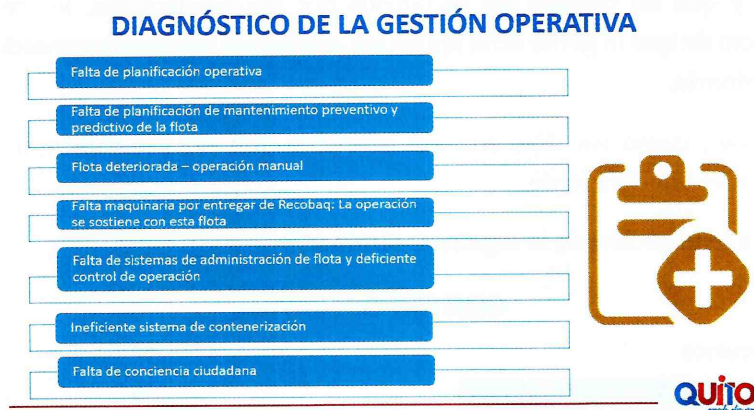 DIAGNÓSTICO DE LA GESTIÓN OPERATIVA
Falta de planificación operativa
Falta de planificación de mantenimiento preventivo y
predictivo de la flota
Flota deteriorada – operación manual
Falta maquinaria por entregar de Recobaq: La operación
se sostiene con esta flota
Falta de sistemas de administración de flota y deficiente
control de operación
Ineficiente sistema de contenerización
Falta de conciencia ciudadana
QUITO